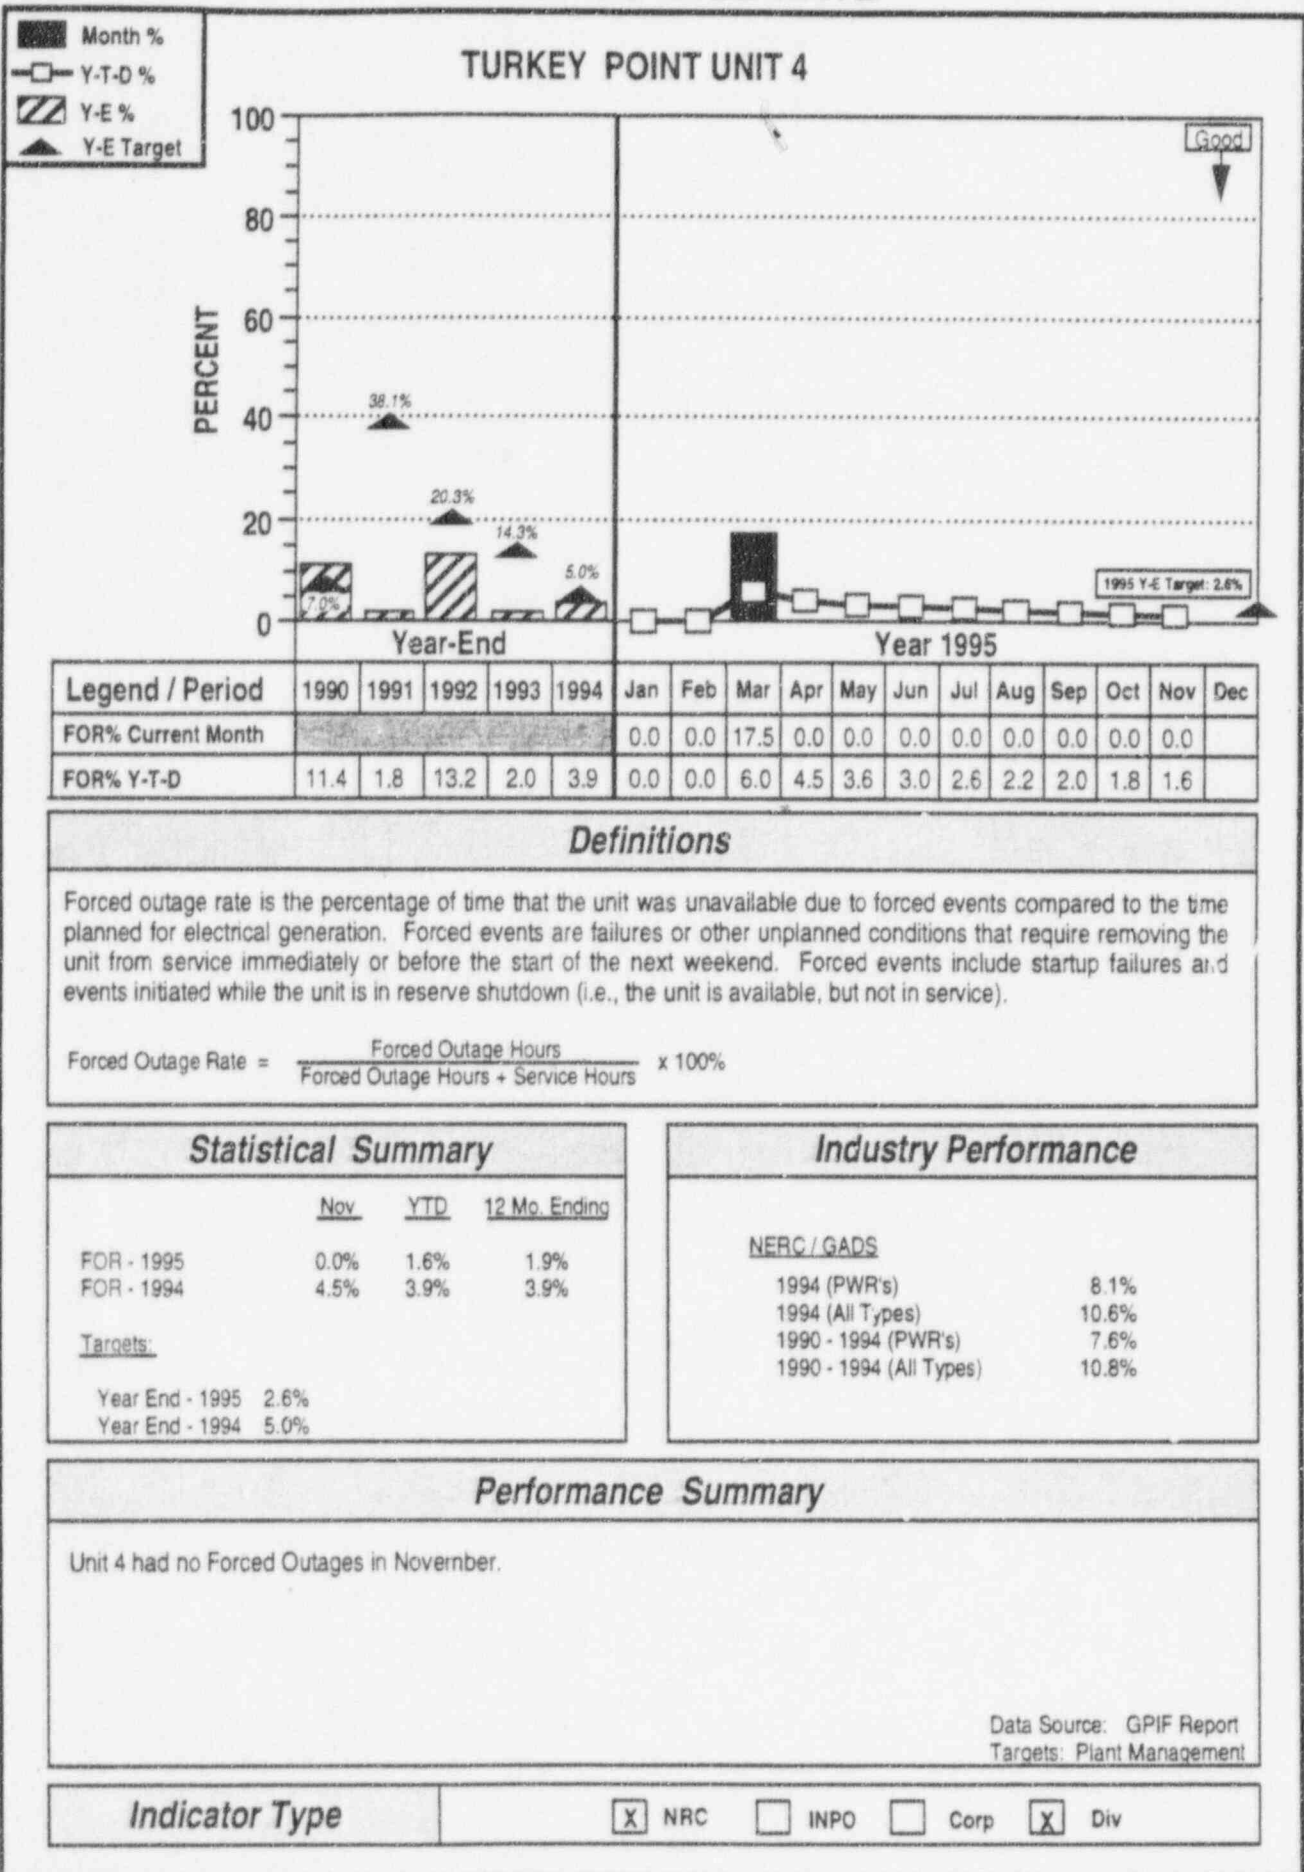 Month %
Y-T-D %
Y-E %
Y-E Target
TURKEY POINT UNIT 4
Good
PERCENT
100
80
60
40
20
0
38.1%
20.3%
14.3%
5.0%
7.0%
1995 Y-E Target: 2.6%
Year-End Year 1995
Legend / Period 1990 1991 1992 1993 1994 Jan Feb Mar Apr May Jun Jul Aug Sep Oct Nov Dec
FOR% Current Month 0.0 0.0 17.5 0.0 0.0 0.0 0.0 0.0 0.0 0.0 0.0
FOR% Y-T-D 11.4 1.8 13.2 2.0 3.9 0.0 0.0 6.0 4.5 3.6 3.0 2.6 2.2 2.0 1.8 1.6
Definitions
Forced outage rate is the percentage of time that the unit was unavailable due to forced events compared to the time
planned for electrical generation. Forced events are failures or other unplanned conditions that require removing the
unit from service immediately or before the start of the next weekend. Forced events include startup failures and
events initiated while the unit is in reserve shutdown (i.e., the unit is available, but not in service).
Forced Outage Rate = Forced Outage Hours x 100%
Forced Outage Hours + Service Hours
Statistical Summary
Nov YTD 12 Mo. Ending
FOR - 1995 0.0% 1.6% 1.9%
FOR - 1994 4.5% 3.9% 3.9%
Targets:
Year End - 1995 2.6%
Year End - 1994 5.0%
Industry Performance
NERC / GADS
1994 (PWR's) 8.1%
1994 (All Types) 10.6%
1990 - 1994 (PWR's) 7.6%
1990 - 1994 (All Types) 10.8%
Performance Summary
Unit 4 had no Forced Outages in November.
Data Source: GPIF Report
Targets: Plant Management
Indicator Type X NRC INPO Corp X Div